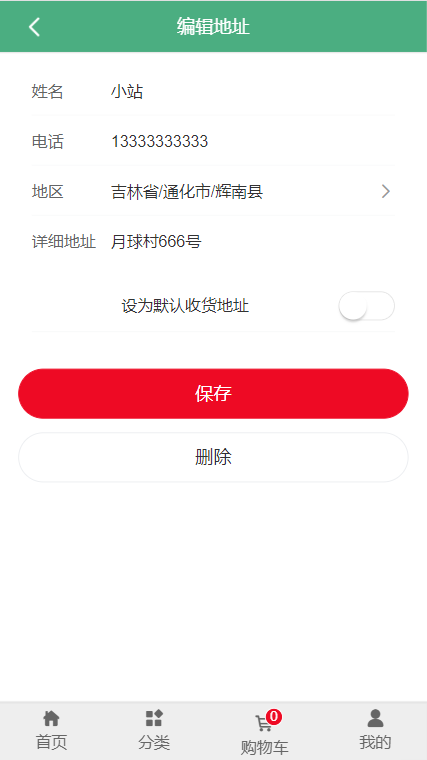 编辑地址
姓名 小站
电话 13333333333
地区 吉林省/通化市/辉南县
详细地址 月球村666号
设为默认收货地址
保存
删除
0
首页 分类 购物车 我的